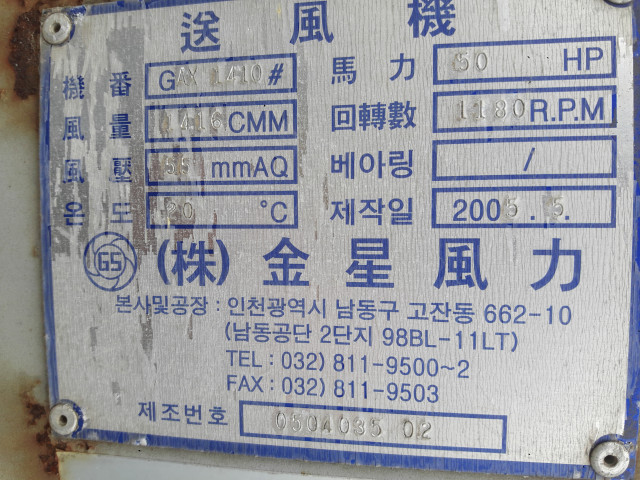 送風機
機番 GAX 1410# 馬力 50 HP
風量 1416 CMM 回轉數 1180 R.P.M
風壓 55 mmAQ 베아링 /
온도 20 °C 제작일 2005.5.
GS (株)金星風力
본사및공장 : 인천광역시 남동구 고잔동 662-10
(남동공단 2단지 98BL-11LT)
TEL : 032) 811-9500~2
FAX : 032) 811-9503
제조번호 0504035 02